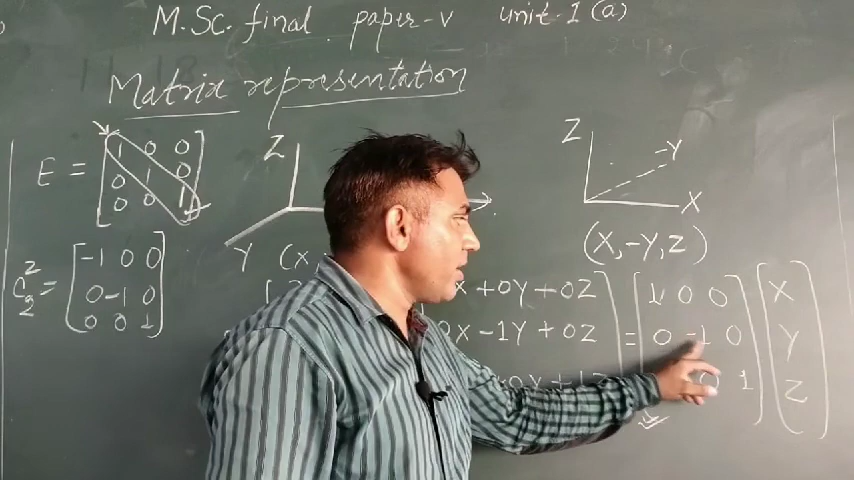 M.Sc. final paper-v unit-I (a)
Matrix representation
E = [1 0 0
0 1 0
0 0 1]
C₂² = [-1 0 0
0 -1 0
0 0 1]
Z
Y (X
Z -Y
X
(X, -Y, Z)
X + 0Y + 0Z
0X - 1Y + 0Z
0Y + 1Z
= [1 0 0
0 -1 0
0 1]
[X
Y
Z]